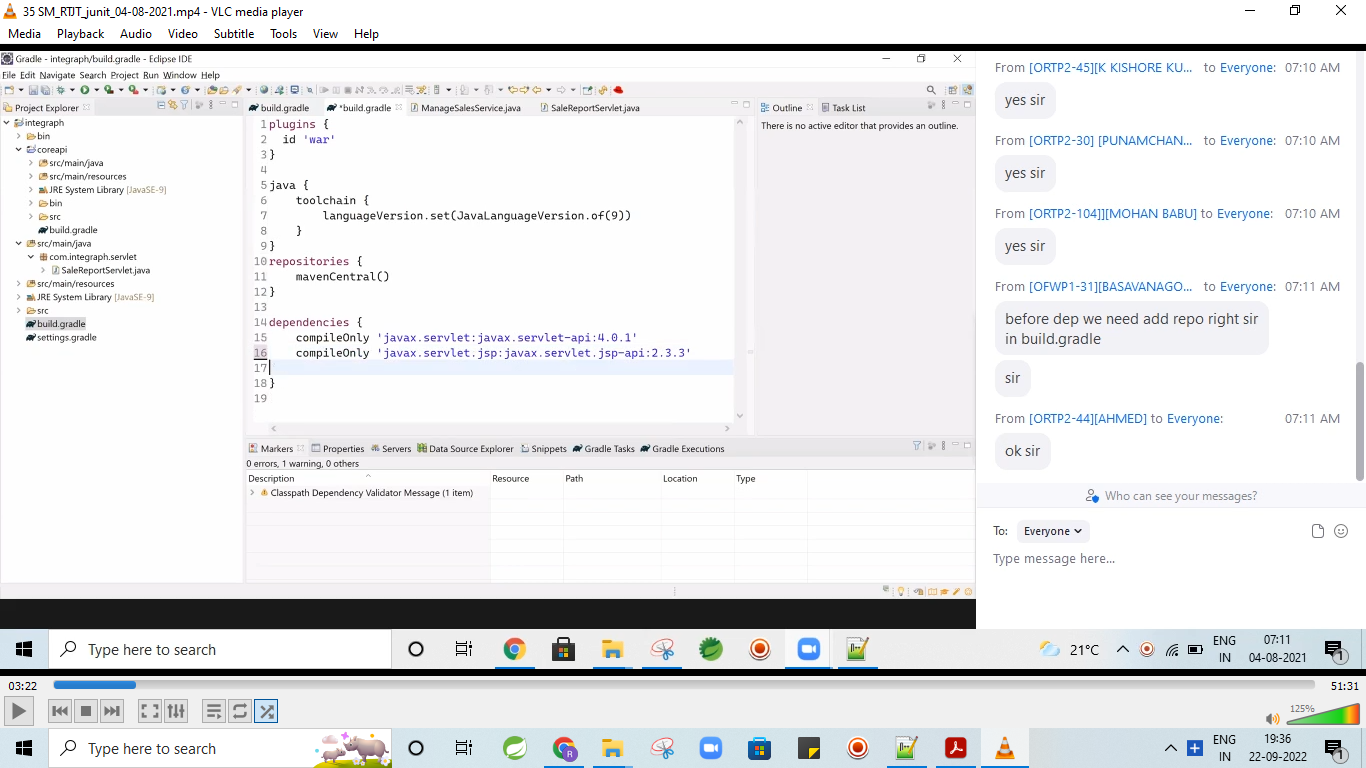 35 SM_RTJT_junit_04-08-2021.mp4 - VLC media player
Media Playback Audio Video Subtitle Tools View Help
Gradle - integraph/build.gradle - Eclipse IDE
File Edit Navigate Search Project Run Window Help
Project Explorer
integraph
bin
coreapi
src/main/java
src/main/resources
JRE System Library [JavaSE-9]
bin
src
build.gradle
src/main/java
com.integraph.servlet
SaleReportServlet.java
src/main/resources
JRE System Library [JavaSE-9]
src
build.gradle
settings.gradle
build.gradle *build.gradle ManageSalesService.java SaleReportServlet.java
1 plugins {
2 id 'war'
3 }
4
5 java {
6 toolchain {
7 languageVersion.set(JavaLanguageVersion.of(9))
8 }
9 }
10 repositories {
11 mavenCentral()
12 }
13
14 dependencies {
15 compileOnly 'javax.servlet:javax.servlet-api:4.0.1'
16 compileOnly 'javax.servlet.jsp:javax.servlet.jsp-api:2.3.3'
17
18 }
19
Outline Task List
There is no active editor that provides an outline.
Markers Properties Servers Data Source Explorer Snippets Gradle Tasks Gradle Executions
0 errors, 1 warning, 0 others
Description Resource Path Location Type
Classpath Dependency Validator Message (1 item)
From [ORTP2-45][K KISHORE KU... to Everyone: 07:10 AM
yes sir
From [ORTP2-30] [PUNAMCHAN... to Everyone: 07:10 AM
yes sir
From [ORTP2-104]][MOHAN BABU] to Everyone: 07:10 AM
yes sir
From [OFWP1-31][BASAVANAGO... to Everyone: 07:11 AM
before dep we need add repo right sir
in build.gradle
sir
From [ORTP2-44][AHMED] to Everyone: 07:11 AM
ok sir
Who can see your messages?
To: Everyone
Type message here...
Type here to search
21°C
ENG
IN
07:11
04-08-2021
1
03:22
51:31
125%
Type here to search
ENG
IN
19:36
22-09-2022
1